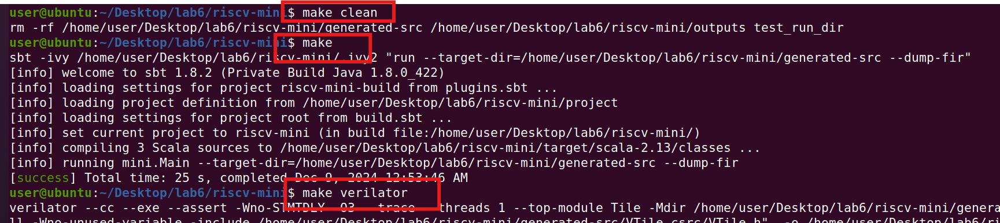 user@ubuntu:~/Desktop/lab6/riscv-mini$ make clean
rm -rf /home/user/Desktop/lab6/riscv-mini/generated-src /home/user/Desktop/lab6/riscv-mini/outputs test_run_dir
user@ubuntu:~/Desktop/lab6/riscv-mini$ make
sbt -ivy /home/user/Desktop/lab6/riscv-mini/.ivy2 "run --target-dir=/home/user/Desktop/lab6/riscv-mini/generated-src --dump-fir"
[info] welcome to sbt 1.8.2 (Private Build Java 1.8.0_422)
[info] loading settings for project riscv-mini-build from plugins.sbt ...
[info] loading project definition from /home/user/Desktop/lab6/riscv-mini/project
[info] loading settings for project root from build.sbt ...
[info] set current project to riscv-mini (in build file:/home/user/Desktop/lab6/riscv-mini/)
[info] compiling 3 Scala sources to /home/user/Desktop/lab6/riscv-mini/target/scala-2.13/classes ...
[info] running mini.Main --target-dir=/home/user/Desktop/lab6/riscv-mini/generated-src --dump-fir
[success] Total time: 25 s, completed Dec 9, 2024 12:53:46 AM
user@ubuntu:~/Desktop/lab6/riscv-mini$ make verilator
verilator --cc --exe --assert -Wno-STMTDLY -O3 --trace --threads 1 --top-module Tile -Mdir /home/user/Desktop/lab6/riscv-mini/genera
ll -Wno-unused-variable -include /home/user/Desktop/lab6/riscv-mini/generated-src/VTile.csrc/VTile.h" -o /home/user/Desktop/lab6/